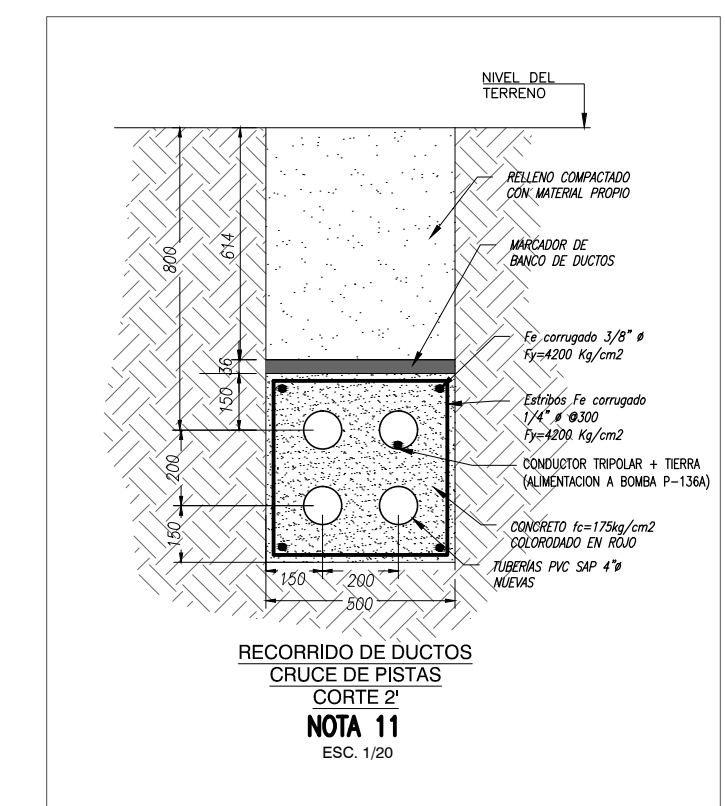 NIVEL DEL
TERRENO
RELLENO COMPACTADO
CON MATERIAL PROPIO
MARCADOR DE
BANCO DE DUCTOS
Fe corrugado 3/8" ø
Fy=4200 Kg/cm2
Estribos Fe corrugado
1/4" ø @300
Fy=4200 Kg/cm2
CONDUCTOR TRIPOLAR + TIERRA
(ALIMENTACION A BOMBA P-136A)
CONCRETO fc=175kg/cm2
COLORODADO EN ROJO
TUBERÍAS PVC SAP 4"ø
NUEVAS
800
614
36
150
200
150
150
200
500
RECORRIDO DE DUCTOS
CRUCE DE PISTAS
CORTE 2'
NOTA 11
ESC. 1/20